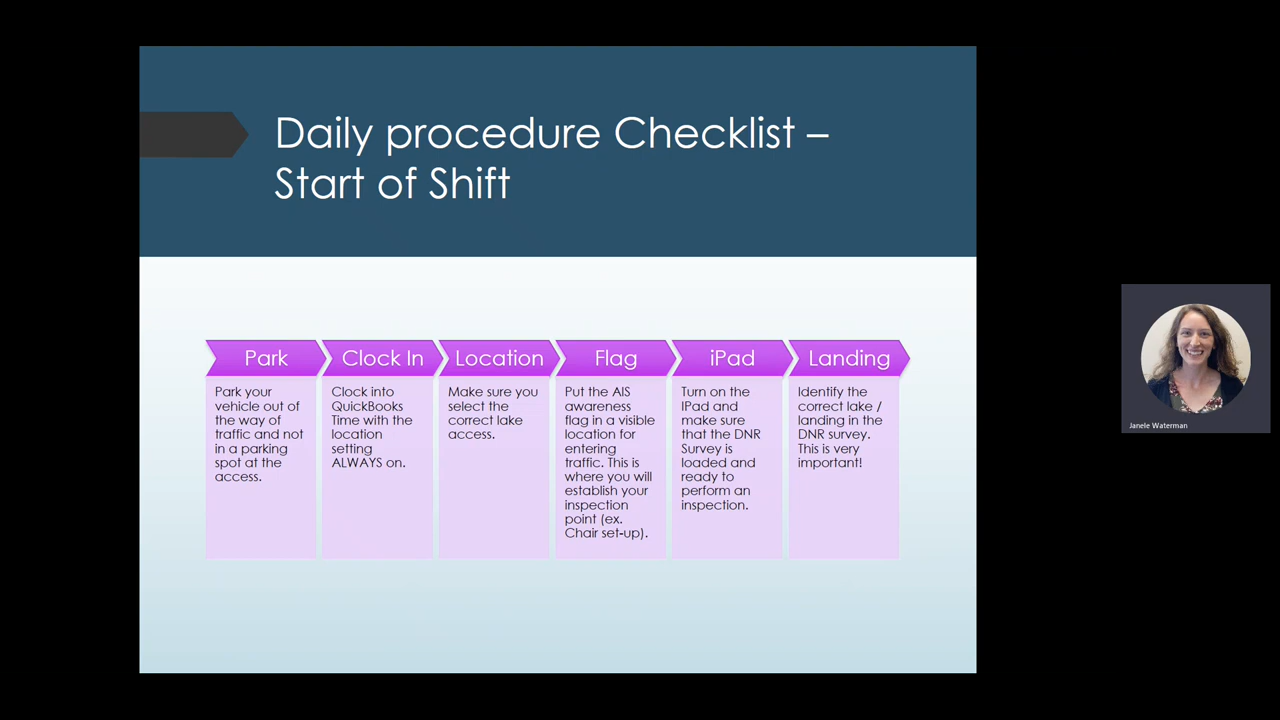 Daily procedure Checklist –
Start of Shift
Park
Park your
vehicle out of
the way of
traffic and not
in a parking
spot at the
access.
Clock In
Clock into
QuickBooks
Time with the
location
setting
ALWAYS on.
Location
Make sure you
select the
correct lake
access.
Flag
Put the AIS
awareness
flag in a visible
location for
entering
traffic. This is
where you will
establish your
inspection
point (ex.
Chair set-up).
iPad
Turn on the
IPad and
make sure
that the DNR
Survey is
loaded and
ready to
perform an
inspection.
Landing
Identify the
correct lake /
landing in the
DNR survey.
This is very
important!
Janele Waterman